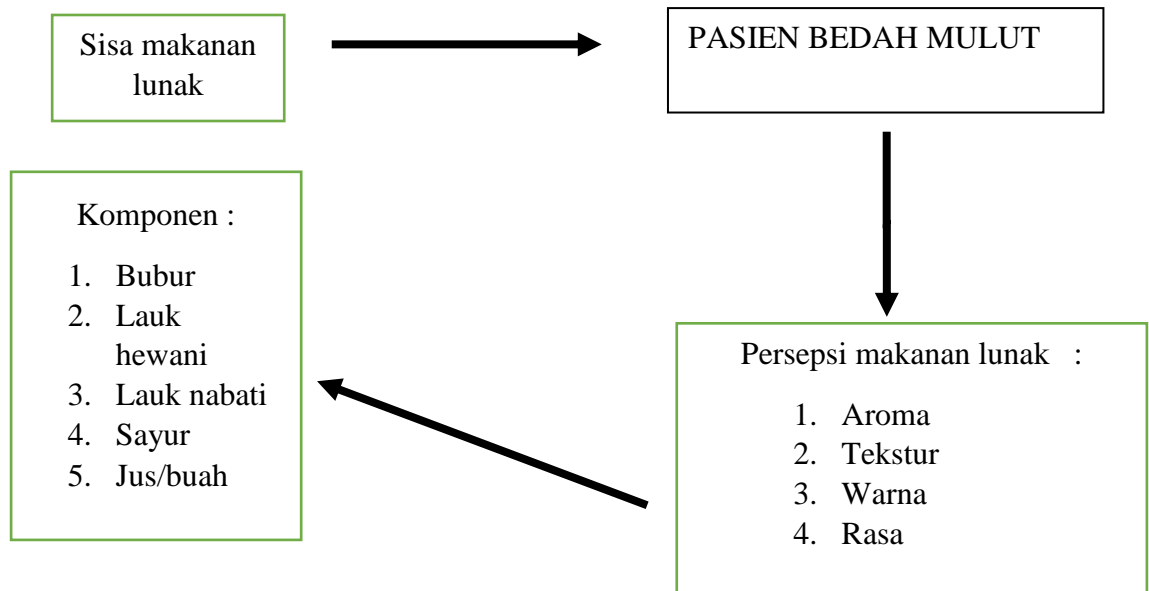 Sisa makanan
lunak
PASIEN BEDAH MULUT
Komponen :
1. Bubur
2. Lauk
hewani
3. Lauk nabati
4. Sayur
5. Jus/buah
Persepsi makanan lunak :
1. Aroma
2. Tekstur
3. Warna
4. Rasa